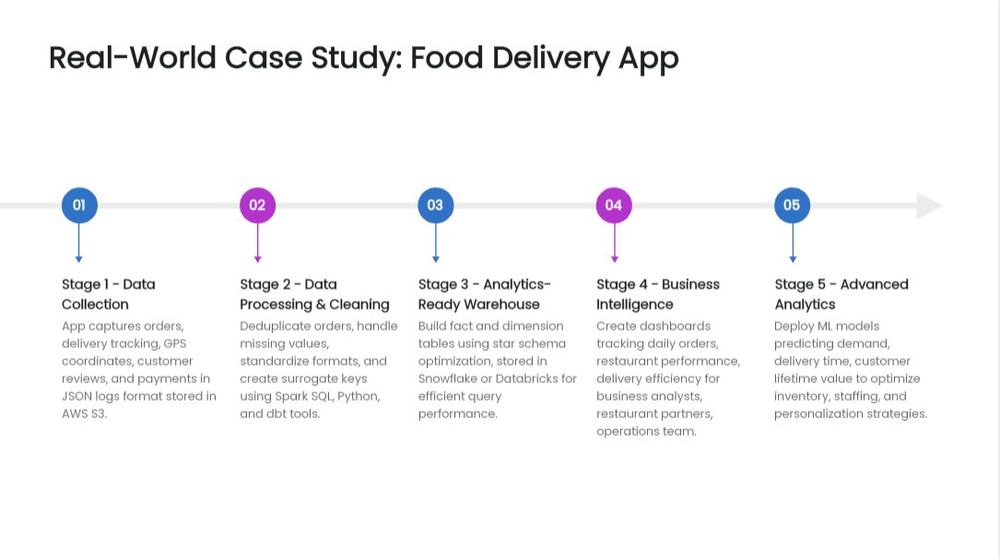 Real-World Case Study: Food Delivery App
01
02
03
04
05
Stage 1 - Data
Collection
App captures orders,
delivery tracking, GPS
coordinates, customer
reviews, and payments in
JSON logs format stored in
AWS S3.
Stage 2 - Data
Processing & Cleaning
Deduplicate orders, handle
missing values,
standardize formats, and
create surrogate keys
using Spark SQL, Python,
and dbt tools.
Stage 3 - Analytics-
Ready Warehouse
Build fact and dimension
tables using star schema
optimization, stored in
Snowflake or Databricks for
efficient query
performance.
Stage 4 - Business
Intelligence
Create dashboards
tracking daily orders,
restaurant performance,
delivery efficiency for
business analysts,
restaurant partners,
operations team.
Stage 5 - Advanced
Analytics
Deploy ML models
predicting demand,
delivery time, customer
lifetime value to optimize
inventory, staffing, and
personalization strategies.